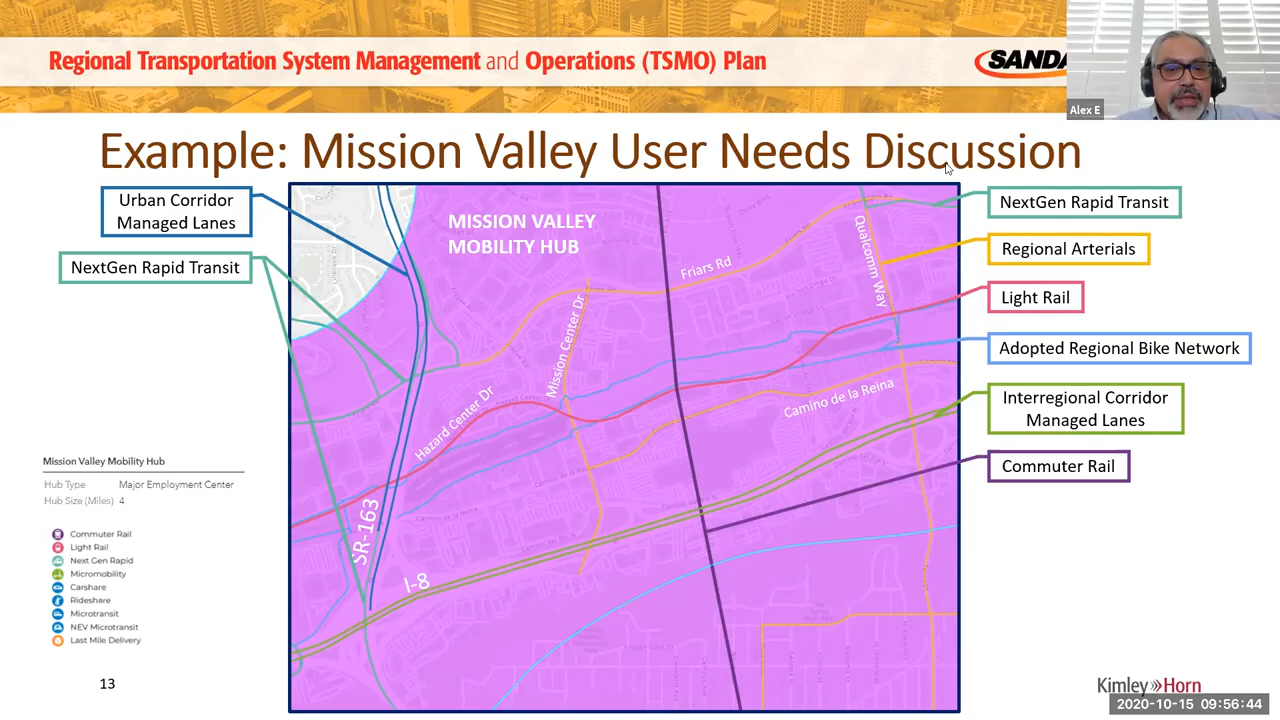 Regional Transportation System Management and Operations (TSMO) Plan
SANDA
Alex E
Example: Mission Valley User Needs Discussion
Urban Corridor
Managed Lanes
NextGen Rapid Transit
MISSION VALLEY
MOBILITY HUB
Friars Rd
Qualcomm Way
Mission Center Dr
Hazard Center Dr
Camino de la Reina
SR-163
I-8
NextGen Rapid Transit
Regional Arterials
Light Rail
Adopted Regional Bike Network
Interregional Corridor
Managed Lanes
Commuter Rail
Mission Valley Mobility Hub
Hub Type Major Employment Center
Hub Size (Miles) 4
Commuter Rail
Light Rail
Next Gen Rapid
Micromobility
Carshare
Rideshare
Microtransit
NEV Microtransit
Last Mile Delivery
13
Kimley»Horn
2020-10-15 09:56:44